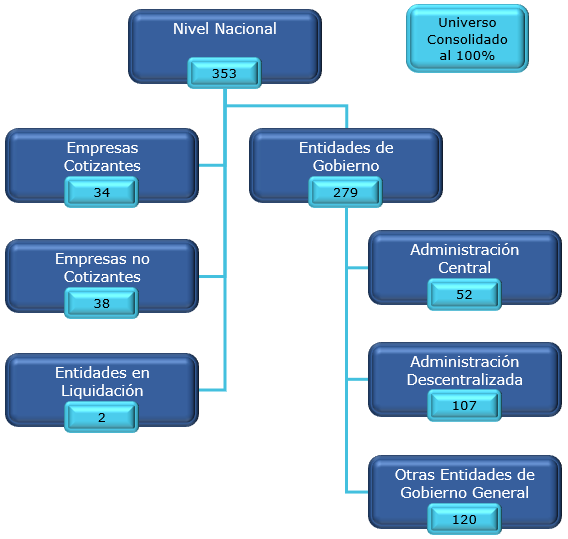 Nivel Nacional
353
Universo
Consolidado
al 100%
Empresas
Cotizantes
34
Entidades de
Gobierno
279
Empresas no
Cotizantes
38
Administración
Central
52
Entidades en
Liquidación
2
Administración
Descentralizada
107
Otras Entidades de
Gobierno General
120